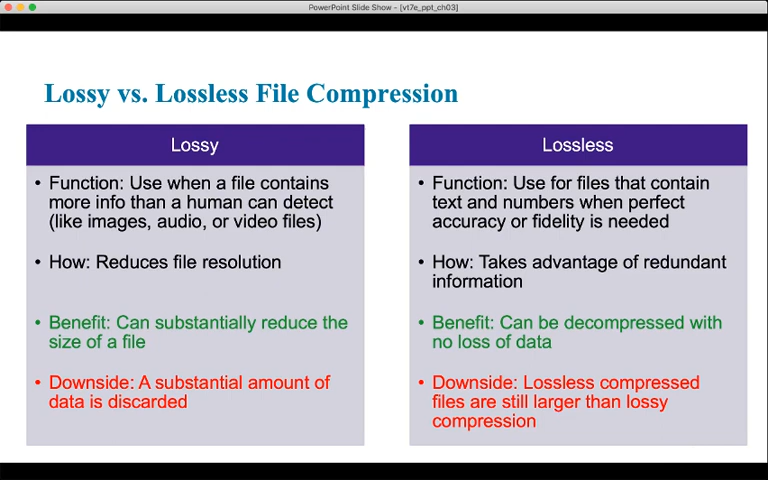 PowerPoint Slide Show - [vt7e_ppt_ch03]
Lossy vs. Lossless File Compression
Lossy
• Function: Use when a file contains
more info than a human can detect
(like images, audio, or video files)
• How: Reduces file resolution
• Benefit: Can substantially reduce the
size of a file
• Downside: A substantial amount of
data is discarded
Lossless
• Function: Use for files that contain
text and numbers when perfect
accuracy or fidelity is needed
• How: Takes advantage of redundant
information
• Benefit: Can be decompressed with
no loss of data
• Downside: Lossless compressed
files are still larger than lossy
compression